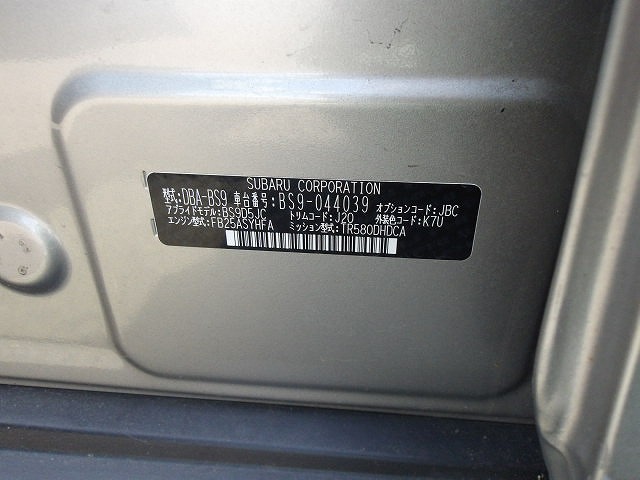 SUBARU CORPORATION
型式:DBA-BS9 車台番号:BS9-044039 オプションコード:JBC
アプライドモデル:BS9D5JC トリムコード:J20 外装色コード:K7U
エンジン型式:FB25ASYHFA ミッション型式:TR580DHDCA